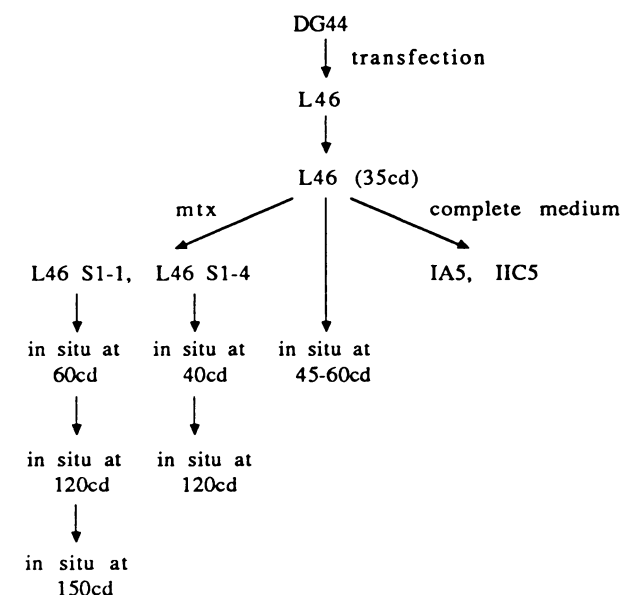 DG44
transfection
L46
L46 (35cd)
mtx
complete medium
L46 S1-1, L46 S1-4
IA5, IIC5
in situ at
60cd
in situ at
40cd
in situ at
45-60cd
in situ at
120cd
in situ at
120cd
in situ at
150cd